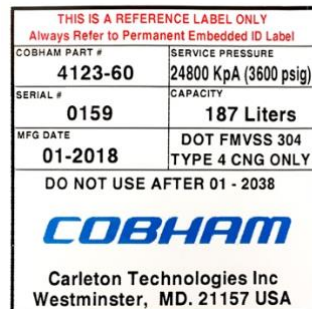 THIS IS A REFERENCE LABEL ONLY
Always Refer to Permanent Embedded ID Label
COBHAM PART #
4123-60
SERVICE PRESSURE
24800 KpA (3600 psig)
SERIAL #
0159
CAPACITY
187 Liters
MFG DATE
01-2018
DOT FMVSS 304
TYPE 4 CNG ONLY
DO NOT USE AFTER 01 - 2038
COBHAM
Carleton Technologies Inc
Westminster, MD. 21157 USA